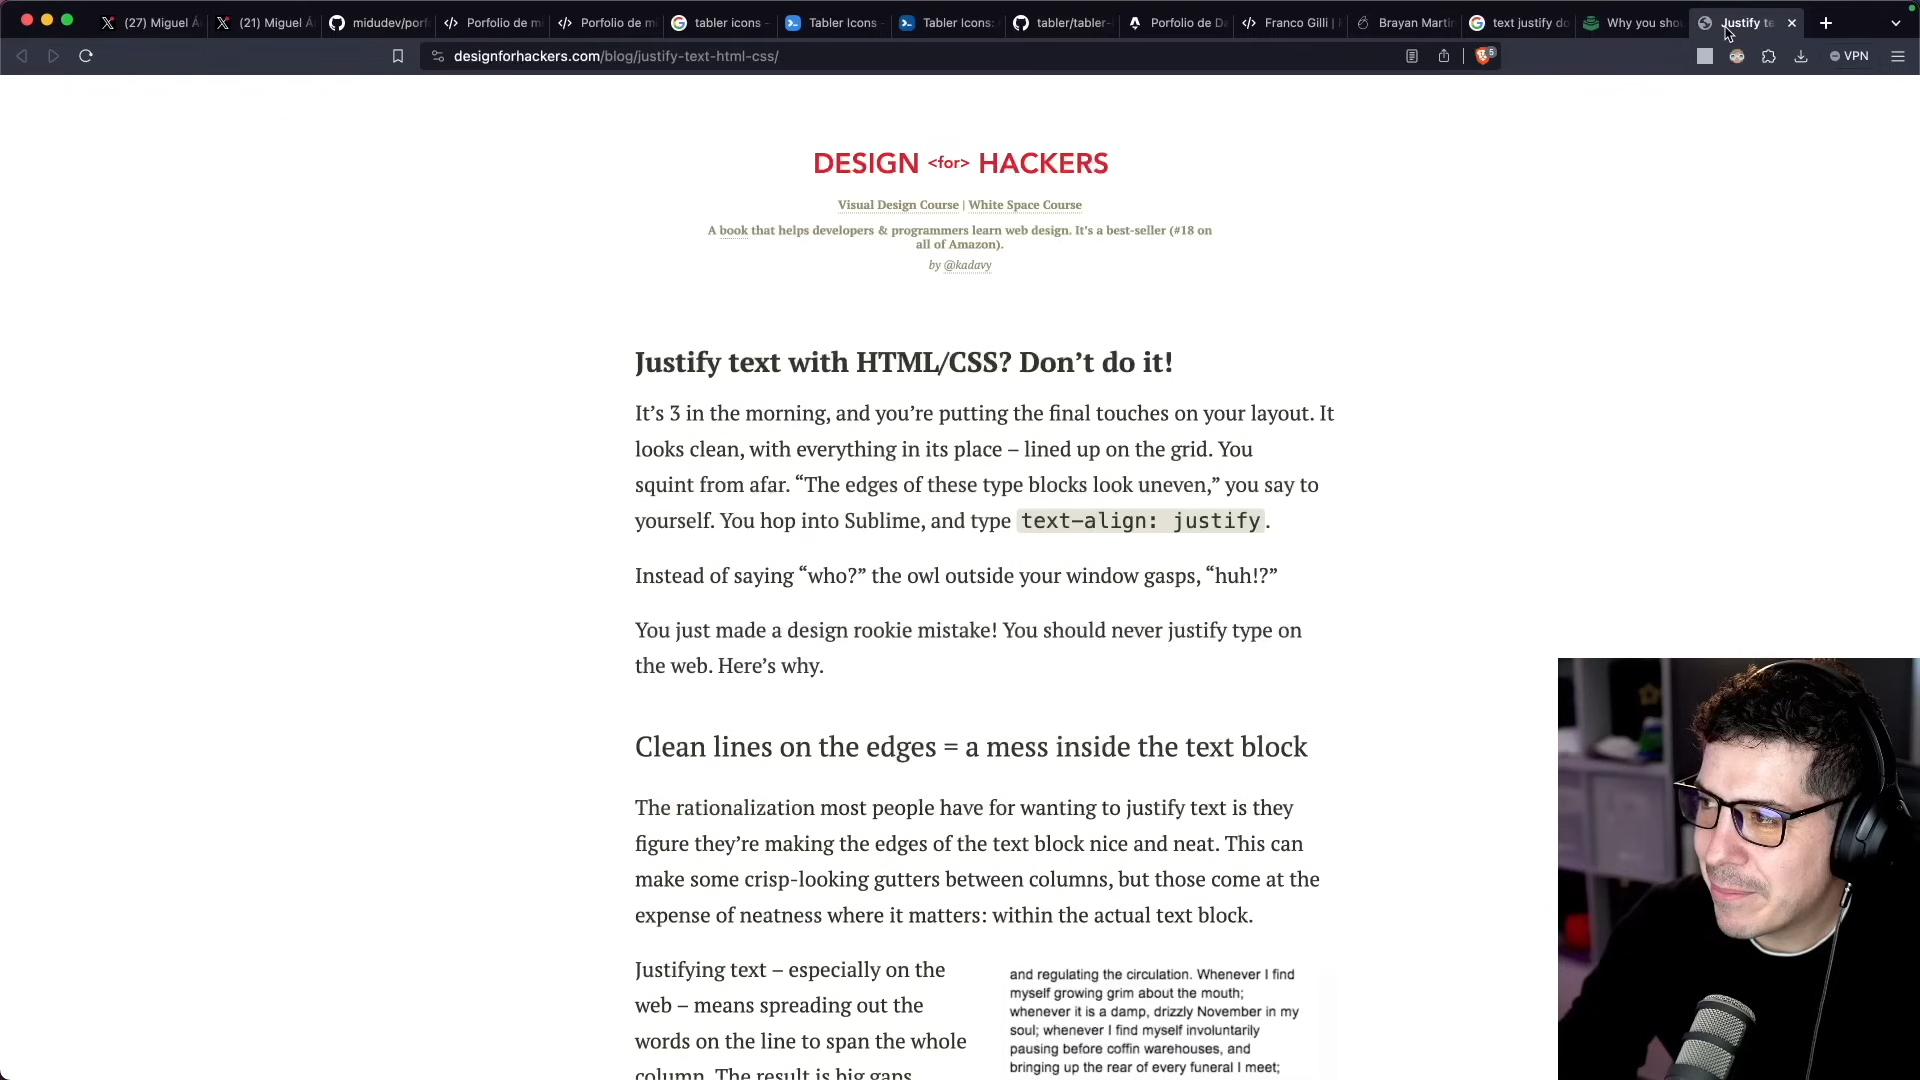 (27) Miguel Á
(21) Miguel Á
midudev/porf
Porfolio de mi
Porfolio de mi
tabler icons -
Tabler Icons -
Tabler Icons:
tabler/tabler-
Porfolio de Da
Franco Gilli |
Brayan Martin
text justify do
Why you shou
Justify te
designforhackers.com/blog/justify-text-html-css/
5
VPN
DESIGN <for> HACKERS
Visual Design Course | White Space Course
A book that helps developers & programmers learn web design. It’s a best-seller (#18 on
all of Amazon).
by @kadavy
Justify text with HTML/CSS? Don’t do it!
It’s 3 in the morning, and you’re putting the final touches on your layout. It
looks clean, with everything in its place – lined up on the grid. You
squint from afar. “The edges of these type blocks look uneven,” you say to
yourself. You hop into Sublime, and type text-align: justify.
Instead of saying “who?” the owl outside your window gasps, “huh!?”
You just made a design rookie mistake! You should never justify type on
the web. Here’s why.
Clean lines on the edges = a mess inside the text block
The rationalization most people have for wanting to justify text is they
figure they’re making the edges of the text block nice and neat. This can
make some crisp-looking gutters between columns, but those come at the
expense of neatness where it matters: within the actual text block.
Justifying text – especially on the
web – means spreading out the
words on the line to span the whole
column. The result is big gaps
and regulating the circulation. Whenever I find
myself growing grim about the mouth;
whenever it is a damp, drizzly November in my
soul; whenever I find myself involuntarily
pausing before coffin warehouses, and
bringing up the rear of every funeral I meet;